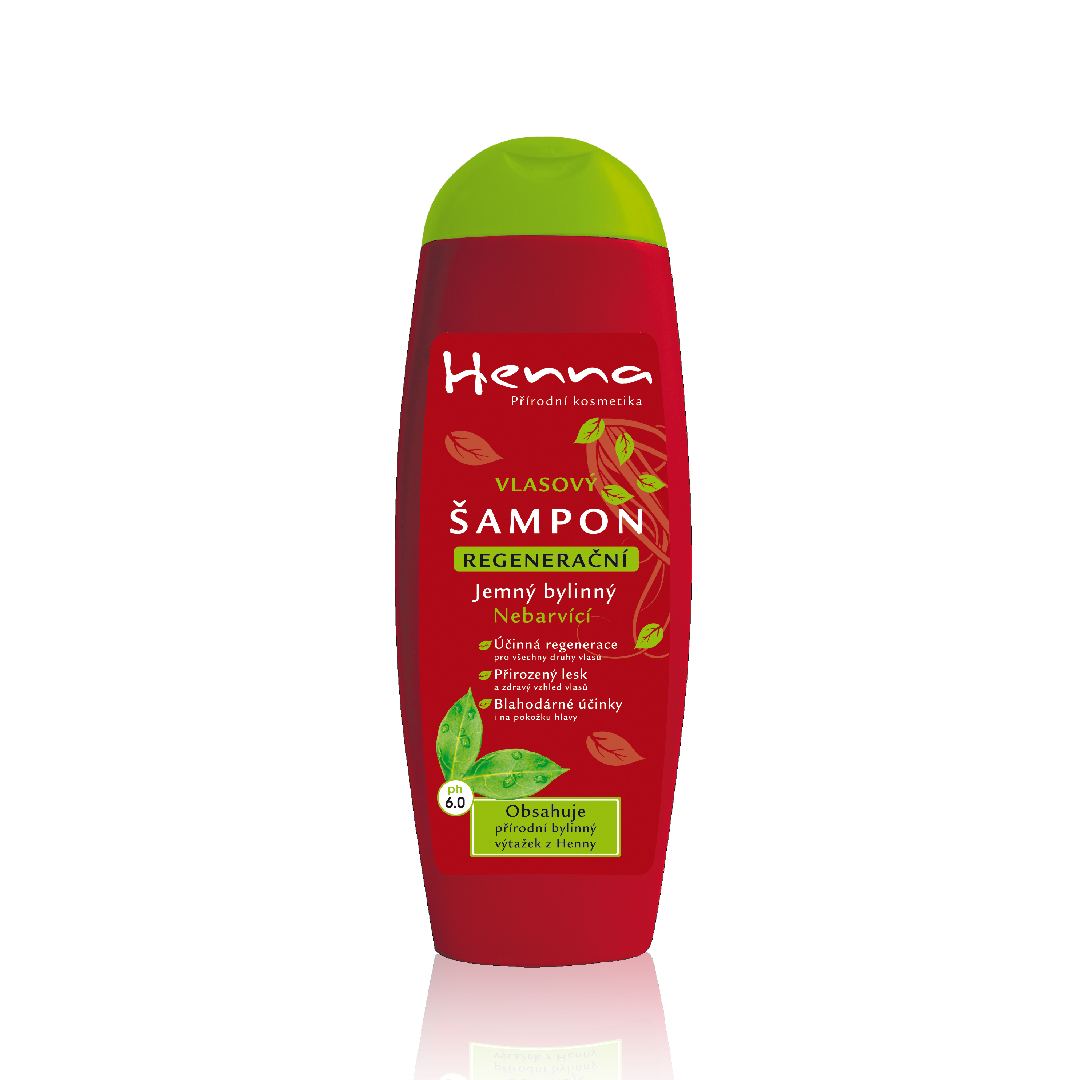 Henna
Přírodní kosmetika
VLASOVÝ
ŠAMPON
REGENERAČNÍ
Jemný bylinný
Nebarvící
Účinná regenerace
pro všechny druhy vlasů
Přirozený lesk
a zdravý vzhled vlasů
Blahodárné účinky
i na pokožku hlavy
ph
6.0
Obsahuje
přírodní bylinný
výtažek z Henny